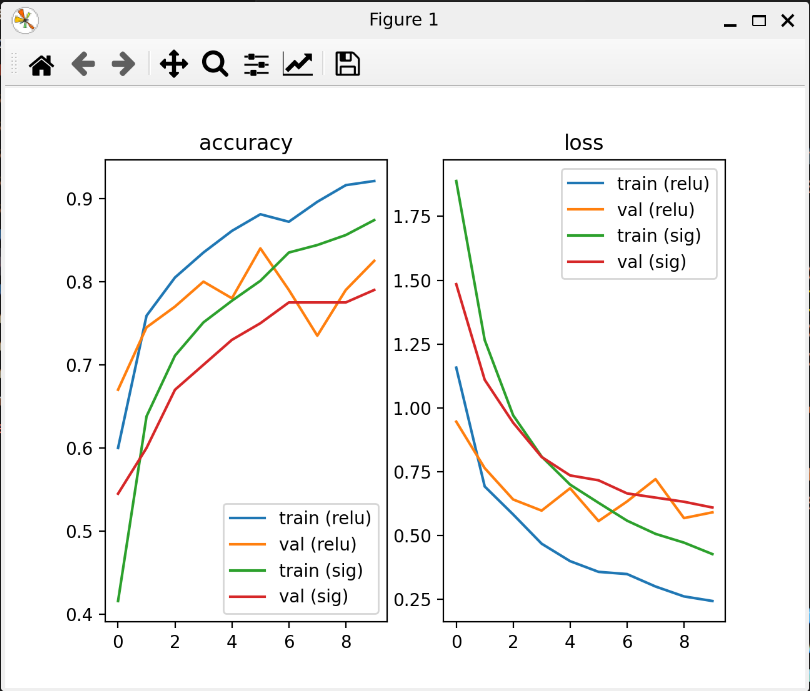 Figure 1
accuracy
0.9
0.8
0.7
0.6
0.5
0.4
0 2 4 6 8
train (relu)
val (relu)
train (sig)
val (sig)
loss
1.75
1.50
1.25
1.00
0.75
0.50
0.25
0 2 4 6 8
train (relu)
val (relu)
train (sig)
val (sig)